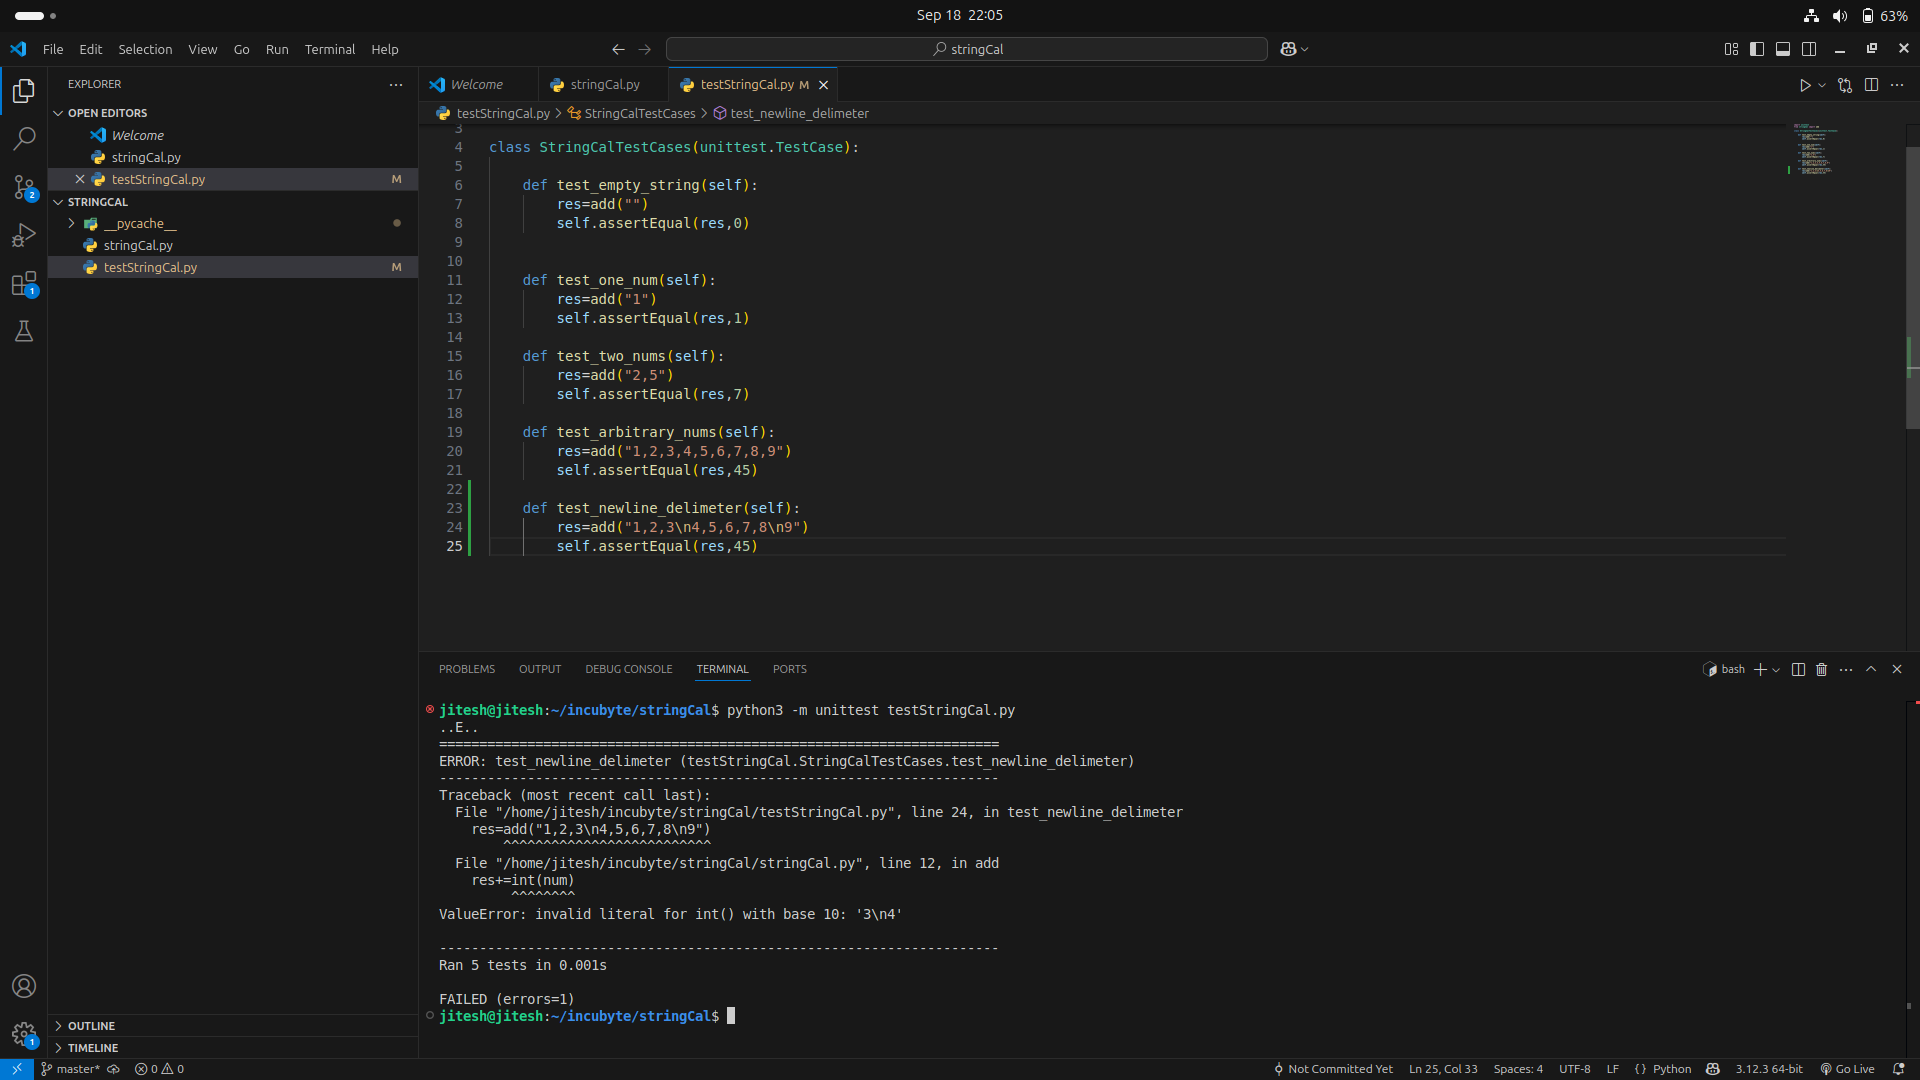 Sep 18 22:05
63%
File Edit Selection View Go Run Terminal Help
stringCal
EXPLORER
OPEN EDITORS
Welcome
stringCal.py
testStringCal.py M
STRINGCAL
__pycache__
stringCal.py
testStringCal.py M
2
1
1
OUTLINE
TIMELINE
Welcome stringCal.py testStringCal.py M
testStringCal.py > StringCalTestCases > test_newline_delimeter
3
4 class StringCalTestCases(unittest.TestCase):
5
6 def test_empty_string(self):
7 res=add("")
8 self.assertEqual(res,0)
9
10
11 def test_one_num(self):
12 res=add("1")
13 self.assertEqual(res,1)
14
15 def test_two_nums(self):
16 res=add("2,5")
17 self.assertEqual(res,7)
18
19 def test_arbitrary_nums(self):
20 res=add("1,2,3,4,5,6,7,8,9")
21 self.assertEqual(res,45)
22
23 def test_newline_delimeter(self):
24 res=add("1,2,3\n4,5,6,7,8\n9")
25 self.assertEqual(res,45)
PROBLEMS OUTPUT DEBUG CONSOLE TERMINAL PORTS
bash
jitesh@jitesh:~/incubyte/stringCal$ python3 -m unittest testStringCal.py
..E..
======================================================================
ERROR: test_newline_delimeter (testStringCal.StringCalTestCases.test_newline_delimeter)
----------------------------------------------------------------------
Traceback (most recent call last):
File "/home/jitesh/incubyte/stringCal/testStringCal.py", line 24, in test_newline_delimeter
res=add("1,2,3\n4,5,6,7,8\n9")
^^^^^^^^^^^^^^^^^^^^^^^^^^
File "/home/jitesh/incubyte/stringCal/stringCal.py", line 12, in add
res+=int(num)
^^^^^^^^
ValueError: invalid literal for int() with base 10: '3\n4'
----------------------------------------------------------------------
Ran 5 tests in 0.001s
FAILED (errors=1)
jitesh@jitesh:~/incubyte/stringCal$
master* 0 0
Not Committed Yet Ln 25, Col 33 Spaces: 4 UTF-8 LF {} Python 3.12.3 64-bit Go Live